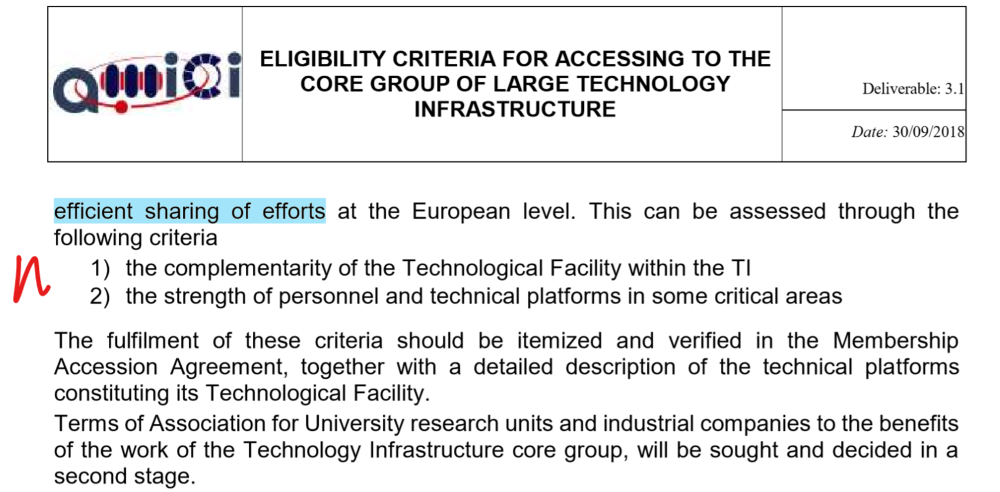 amici
ELIGIBILITY CRITERIA FOR ACCESSING TO THE
CORE GROUP OF LARGE TECHNOLOGY
INFRASTRUCTURE
Deliverable: 3.1
Date: 30/09/2018
efficient sharing of efforts at the European level. This can be assessed through the
following criteria
n
1) the complementarity of the Technological Facility within the TI
2) the strength of personnel and technical platforms in some critical areas
The fulfilment of these criteria should be itemized and verified in the Membership
Accession Agreement, together with a detailed description of the technical platforms
constituting its Technological Facility.
Terms of Association for University research units and industrial companies to the benefits
of the work of the Technology Infrastructure core group, will be sought and decided in a
second stage.